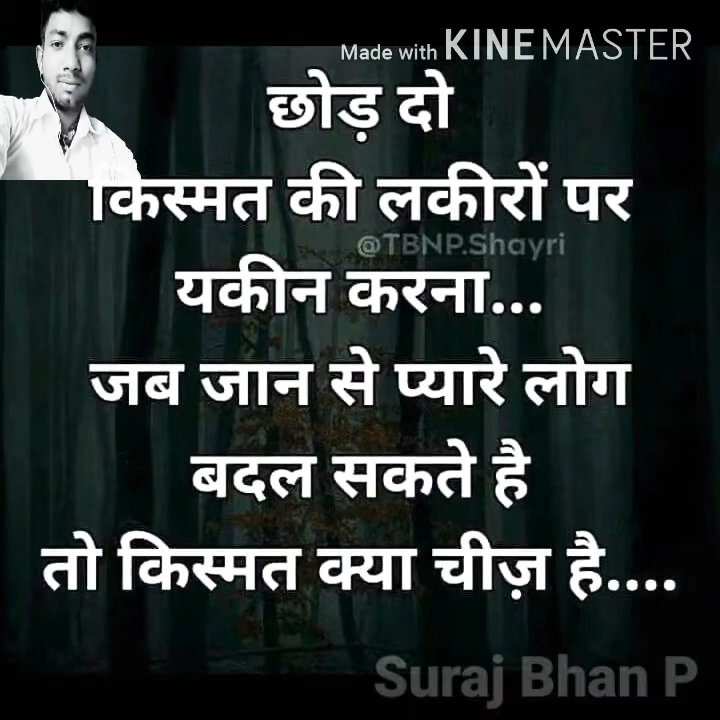 Made with KINEMASTER
छोड़ दो
किस्मत की लकीरों पर
@TBNP.Shayri
यकीन करना...
जब जान से प्यारे लोग
बदल सकते है
तो किस्मत क्या चीज़ है....
Suraj Bhan P